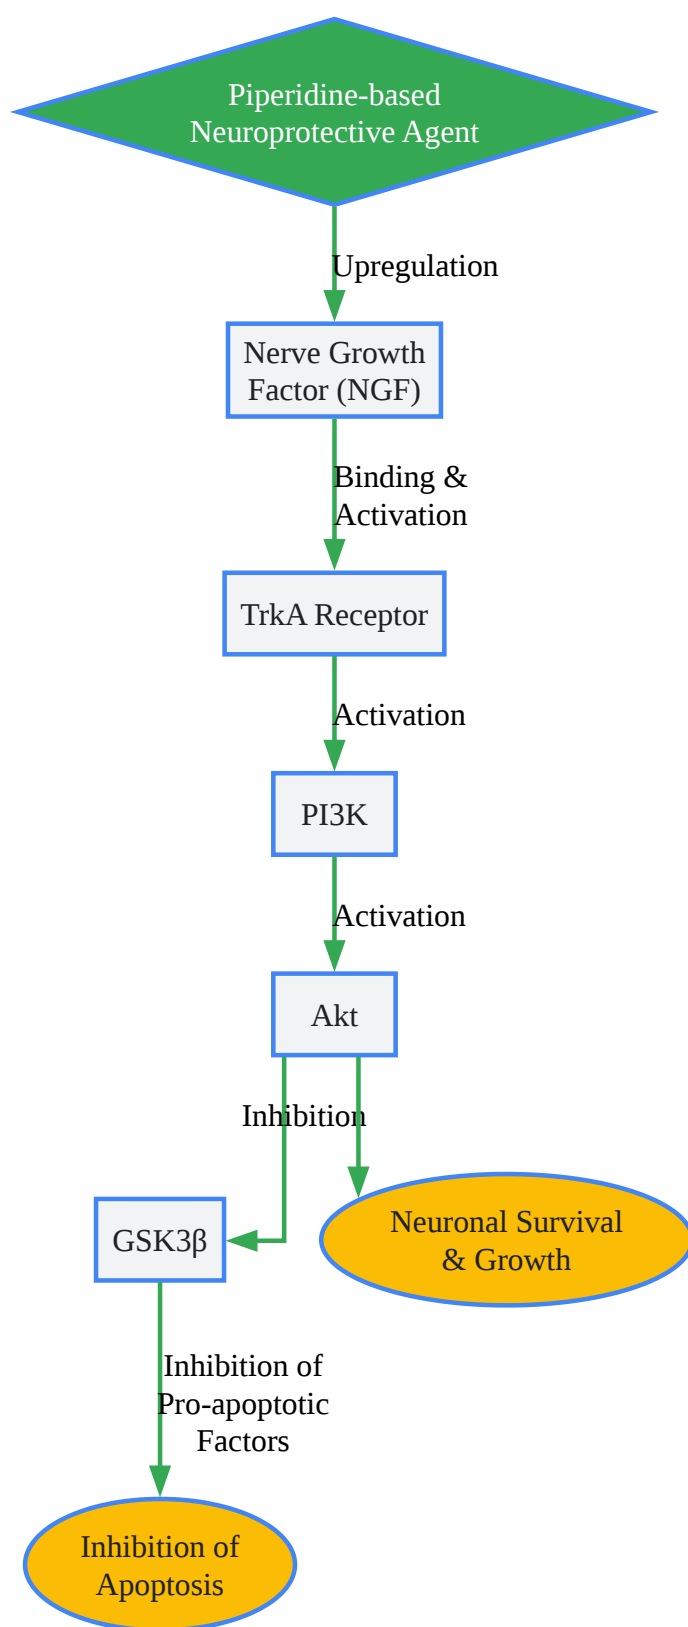 Piperidine-based
Neuroprotective Agent
Upregulation
Nerve Growth
Factor (NGF)
Binding &
Activation
TrkA Receptor
Activation
PI3K
Activation
Akt
Inhibition
GSK3β
Neuronal Survival
& Growth
Inhibition of
Pro-apoptotic
Factors
Inhibition of
Apoptosis